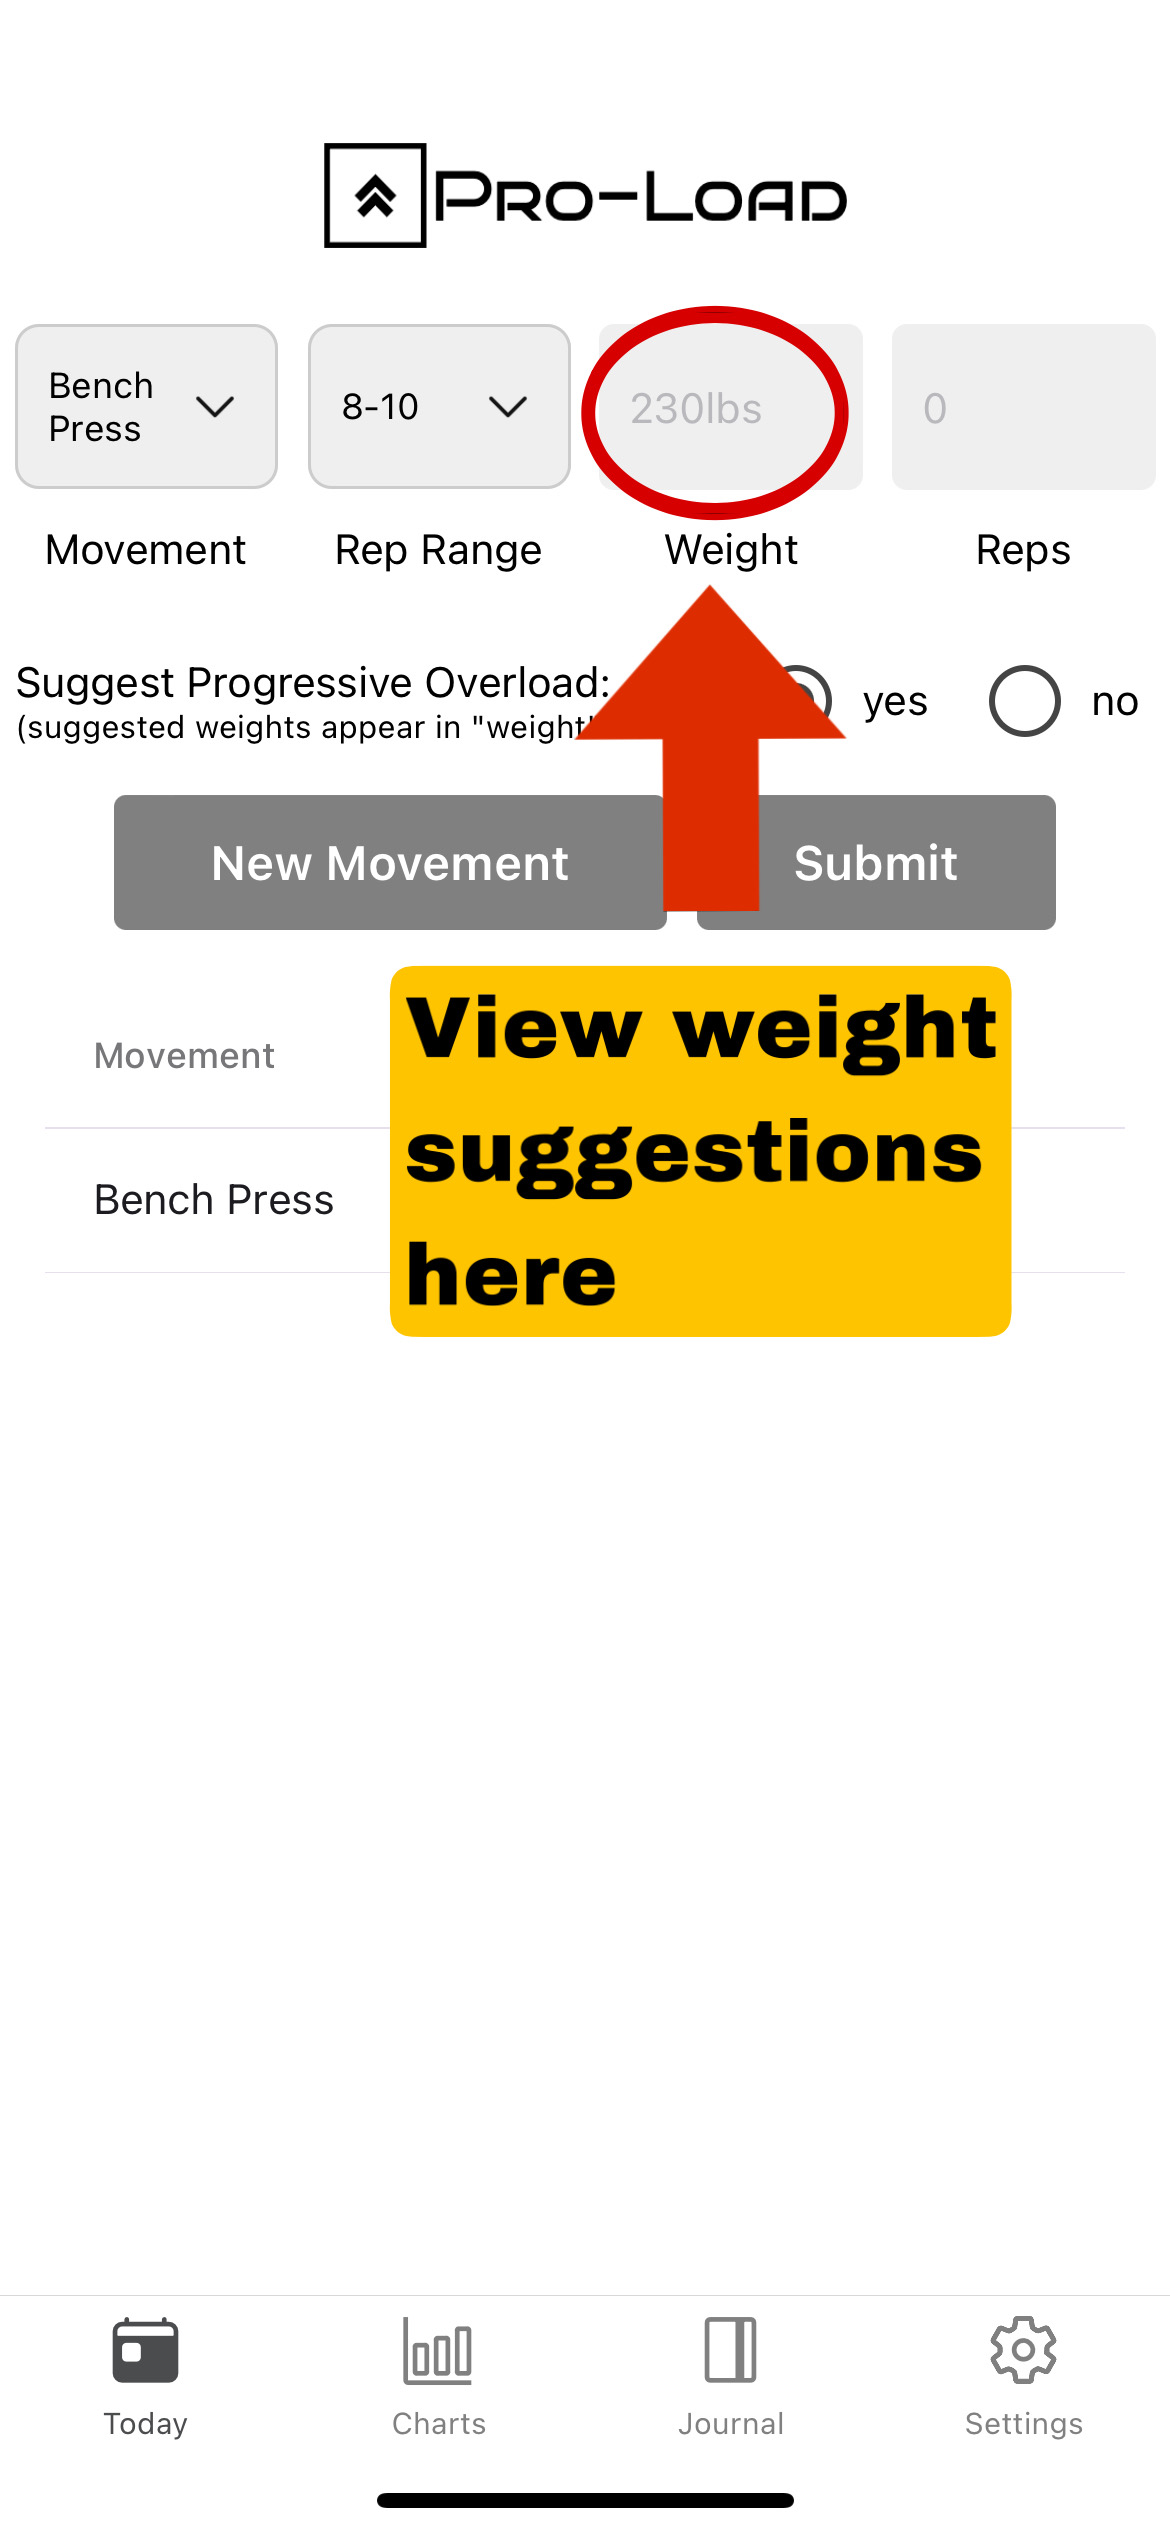 PRO-LOAD
Bench
Press
8-10
230lbs
0
Movement
Rep Range
Weight
Reps
Suggest Progressive Overload:
yes
no
(suggested weights appear in "weight"
New Movement
Submit
View weight
suggestions
here
Movement
Bench Press
Today
Charts
Journal
Settings